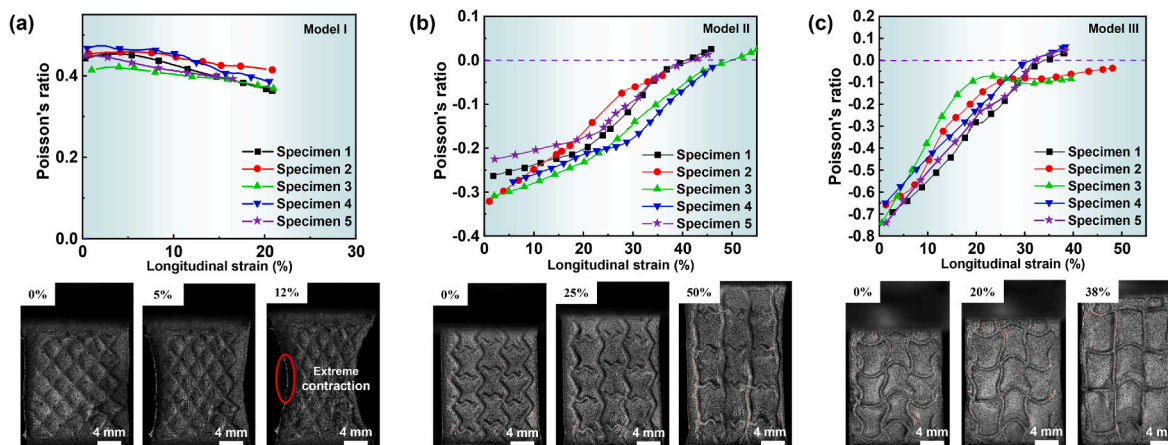 (a)
Model I
Poisson's ratio
0.4
0.2
0.0
Specimen 1
Specimen 2
Specimen 3
Specimen 4
Specimen 5
0
10
20
30
Longitudinal strain (%)
0%
5%
12%
Extreme
contraction
4 mm
4 mm
4 mm
(b)
Model II
Poisson's ratio
0.1
0.0
-0.1
-0.2
-0.3
-0.4
Specimen 1
Specimen 2
Specimen 3
Specimen 4
Specimen 5
0
10
20
30
40
50
Longitudinal strain (%)
0%
25%
50%
4 mm
4 mm
4 mm
(c)
Model III
Poisson's ratio
0.2
0.1
0.0
-0.1
-0.2
-0.3
-0.4
-0.5
-0.6
-0.7
-0.8
Specimen 1
Specimen 2
Specimen 3
Specimen 4
Specimen 5
0
10
20
30
40
50
Longitudinal strain (%)
0%
20%
38%
4 mm
4 mm
4 mm